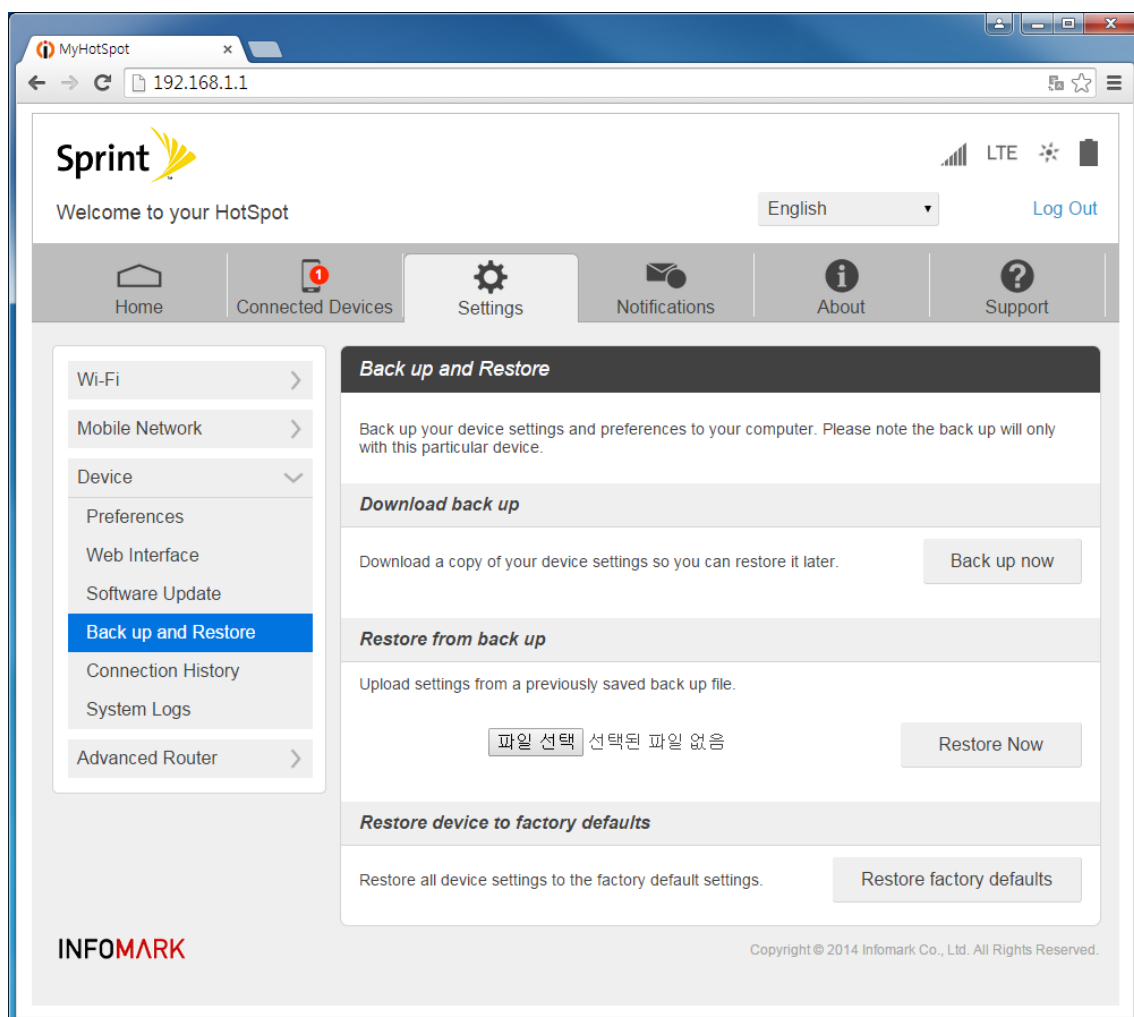 MyHotSpot
192.168.1.1
Sprint
LTE
Welcome to your HotSpot
English
Log Out
1
Home
Connected Devices
Settings
Notifications
About
Support
Wi-Fi
Mobile Network
Device
Preferences
Web Interface
Software Update
Back up and Restore
Connection History
System Logs
Advanced Router
Back up and Restore
Back up your device settings and preferences to your computer. Please note the back up will only
with this particular device.
Download back up
Download a copy of your device settings so you can restore it later.
Back up now
Restore from back up
Upload settings from a previously saved back up file.
파일 선택 선택된 파일 없음
Restore Now
Restore device to factory defaults
Restore all device settings to the factory default settings.
Restore factory defaults
INFOMARK
Copyright © 2014 Infomark Co., Ltd. All Rights Reserved.